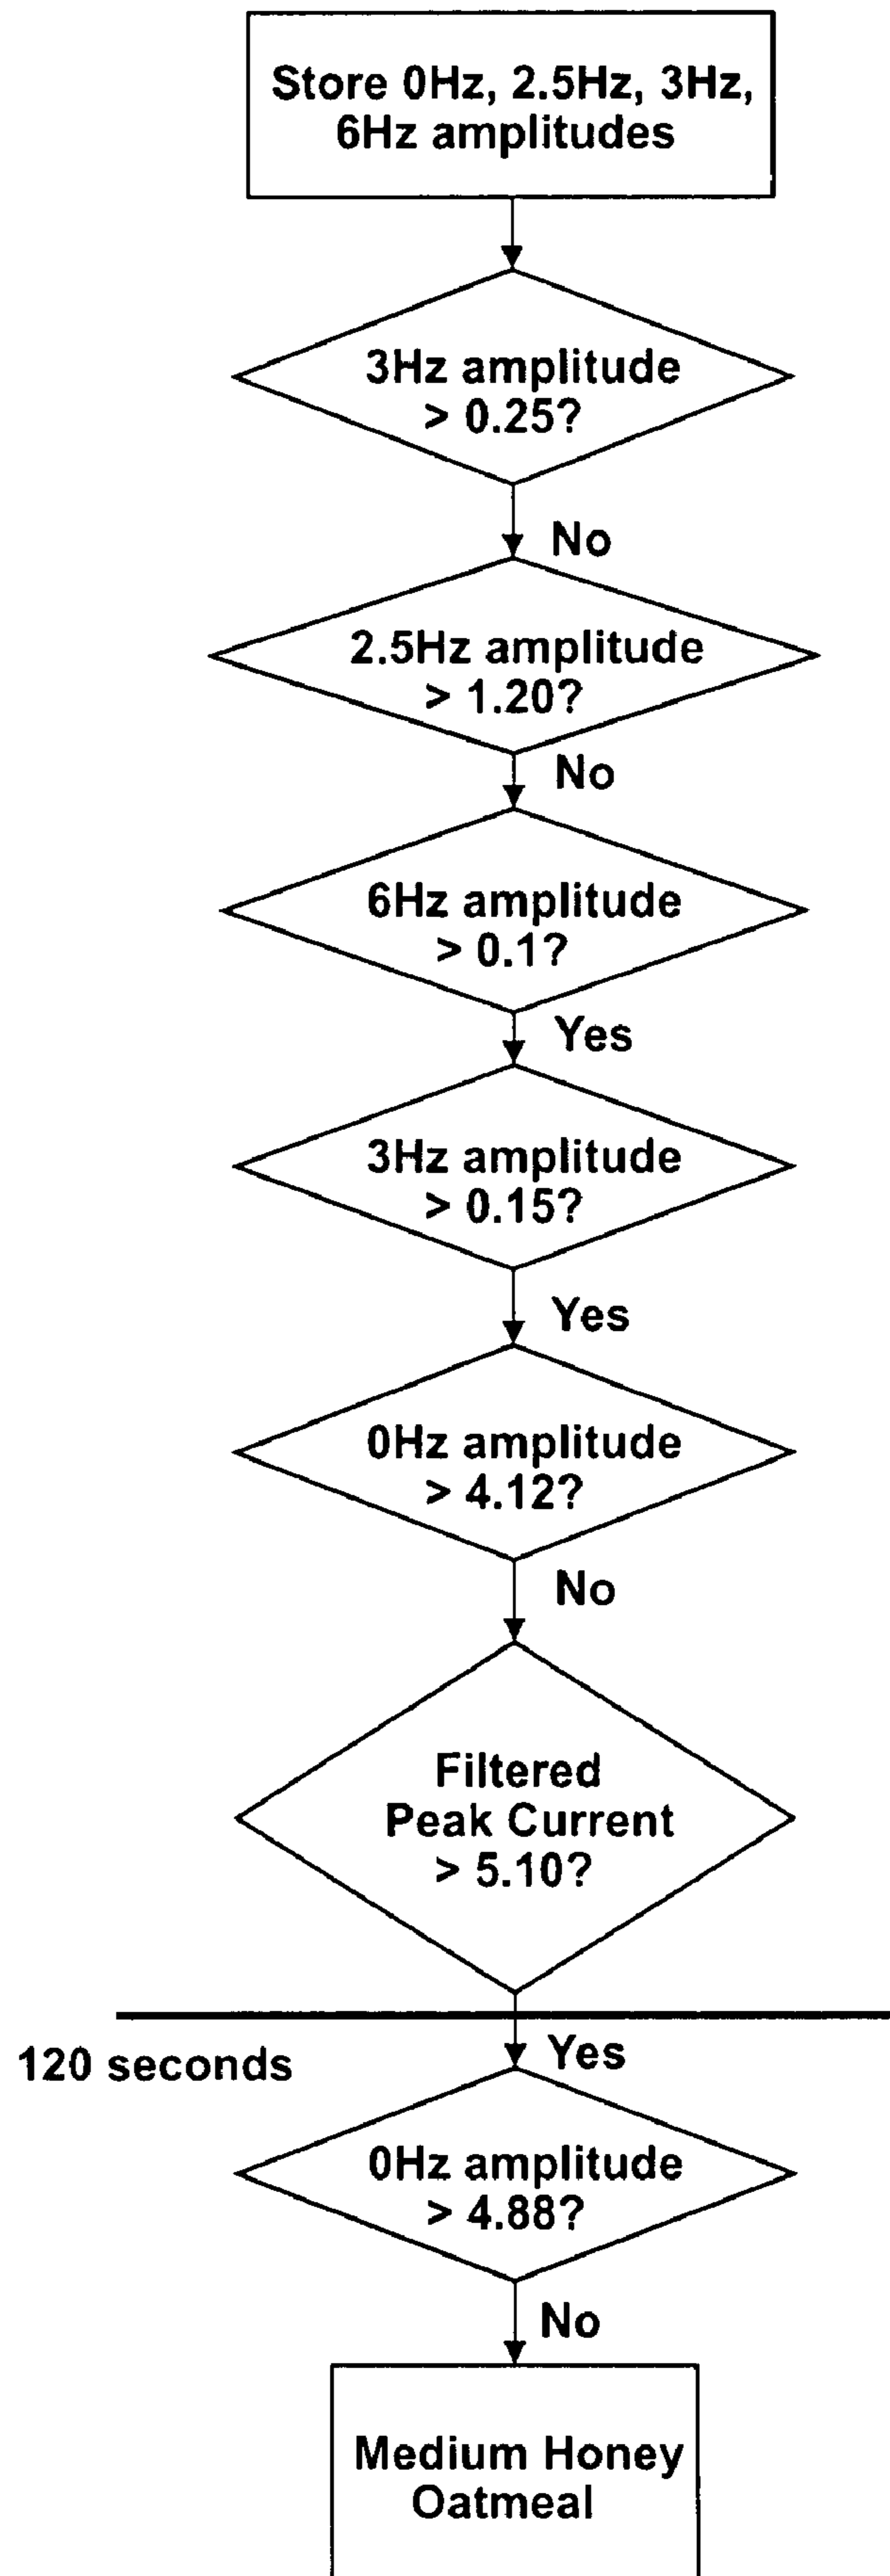 Store 0Hz, 2.5Hz, 3Hz,
6Hz amplitudes
3Hz amplitude
> 0.25?
No
2.5Hz amplitude
> 1.20?
No
6Hz amplitude
> 0.1?
Yes
3Hz amplitude
> 0.15?
Yes
0Hz amplitude
> 4.12?
No
Filtered
Peak Current
> 5.10?
120 seconds
Yes
0Hz amplitude
> 4.88?
No
Medium Honey
Oatmeal